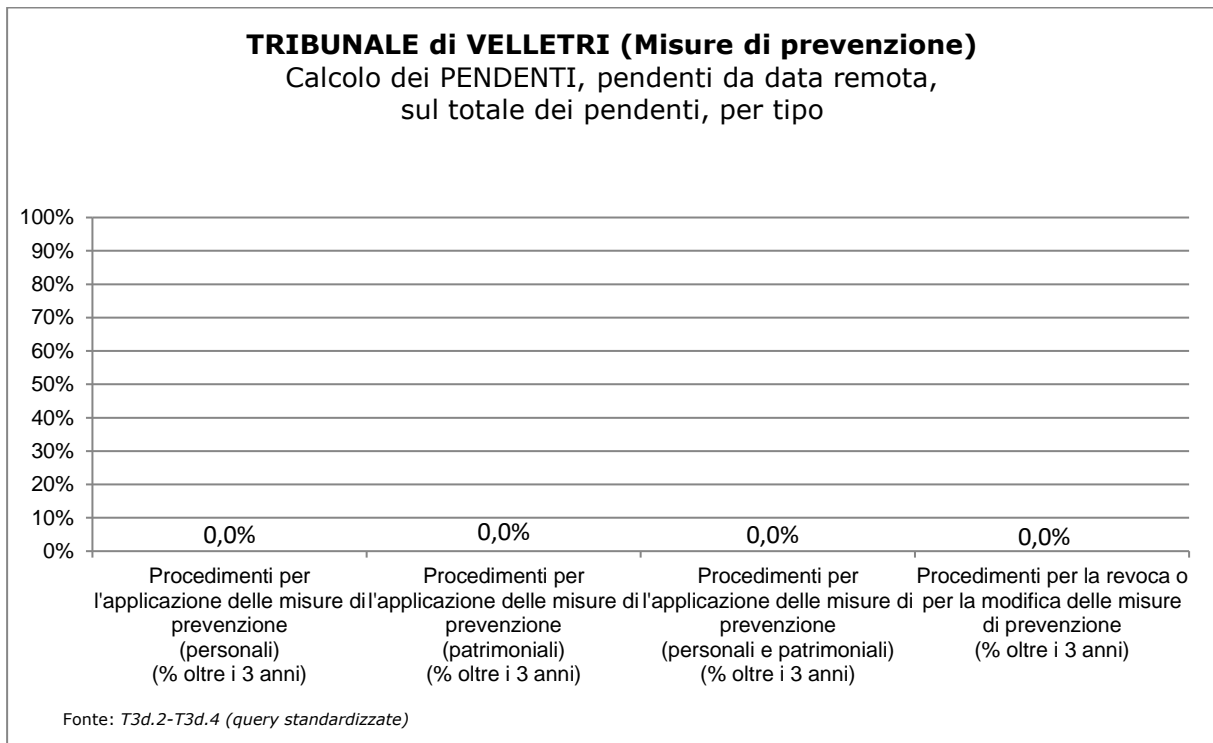 TRIBUNALE di VELLETRI (Misure di prevenzione)
Calcolo dei PENDENTI, pendenti da data remota,
sul totale dei pendenti, per tipo
100%
90%
80%
70%
60%
50%
40%
30%
20%
10%
0%
0,0%
0,0%
0,0%
0,0%
Procedimenti per
l'applicazione delle misure di
prevenzione
(personali)
(% oltre i 3 anni)
Procedimenti per
l'applicazione delle misure di
prevenzione
(patrimoniali)
(% oltre i 3 anni)
Procedimenti per
l'applicazione delle misure di
prevenzione
(personali e patrimoniali)
(% oltre i 3 anni)
Procedimenti per la revoca o
per la modifica delle misure
di prevenzione
(% oltre i 3 anni)
Fonte: T3d.2-T3d.4 (query standardizzate)